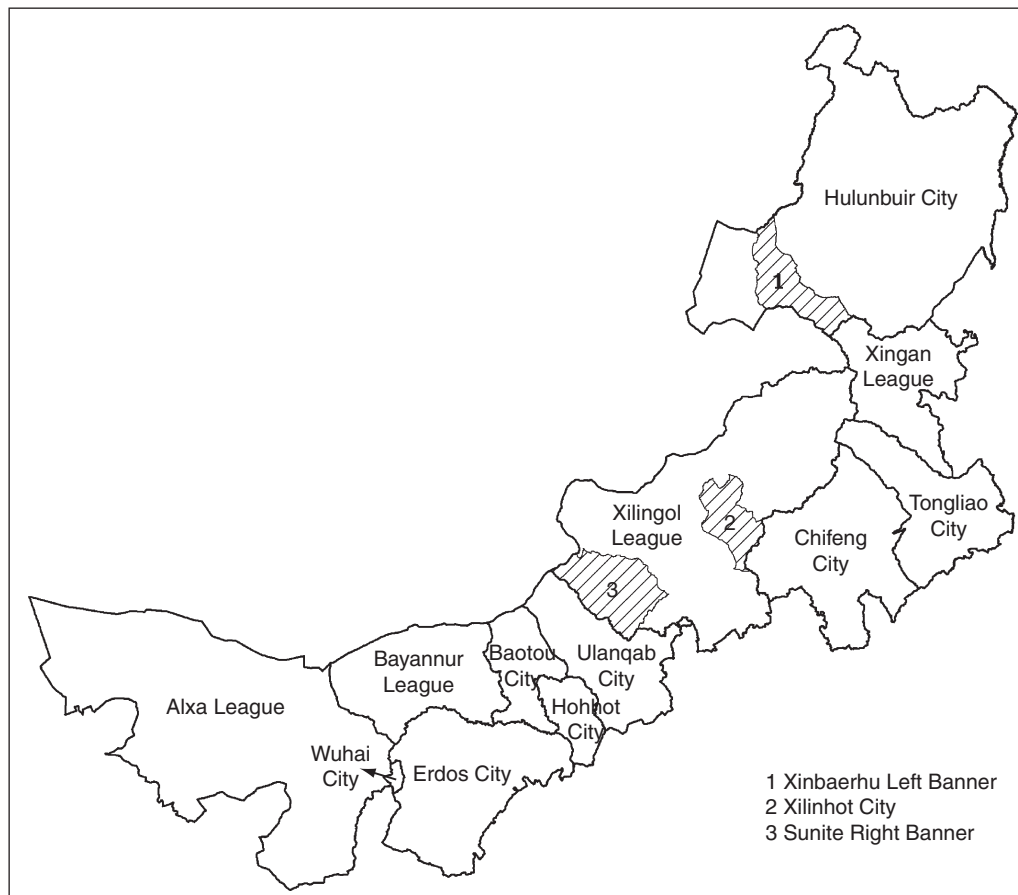 Hulunbuir City
1
Xingan
League
Xilingol
League
2
Tongliao
City
Chifeng
City
3
Ulanqab
City
Baotou
City
Bayannur
League
Hohhot
City
Alxa League
Wuhai
City
Erdos City
1 Xinbaerhu Left Banner
2 Xilinhot City
3 Sunite Right Banner